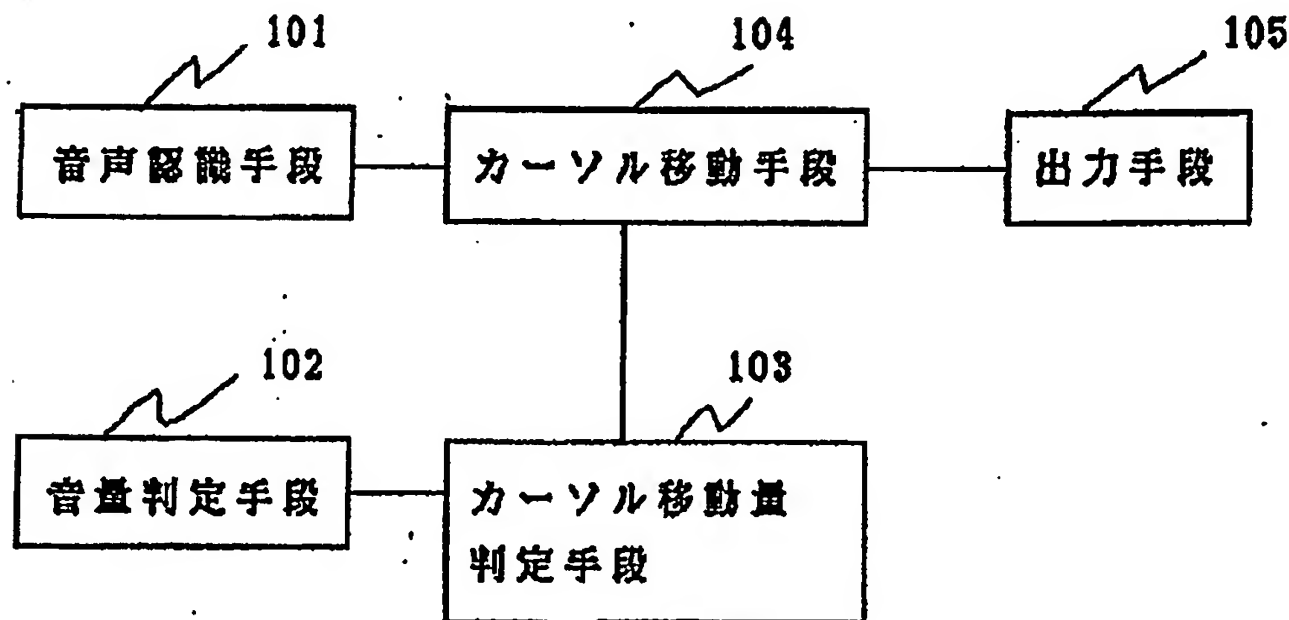 101
104
105
音声認識手段
カーソル移動手段
出力手段
102
103
音量判定手段
カーソル移動量
判定手段